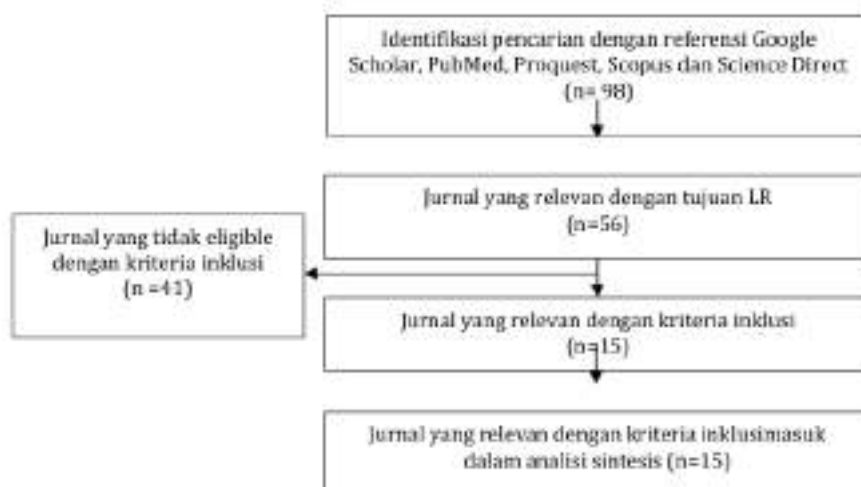 Identifikasi pencarian dengan referensi Google
Scholar, PubMed, Proquest, Scopus dan Science Direct
(n= 98)
Jurnal yang relevan dengan tujuan LR
(n=56)
Jurnal yang tidak eligible
dengan kriteria inklusi
(n =41)
Jurnal yang relevan dengan kriteria inklusi
(n=15)
Jurnal yang relevan dengan kriteria inklusimasuk
dalam analisi sintesis (n=15)